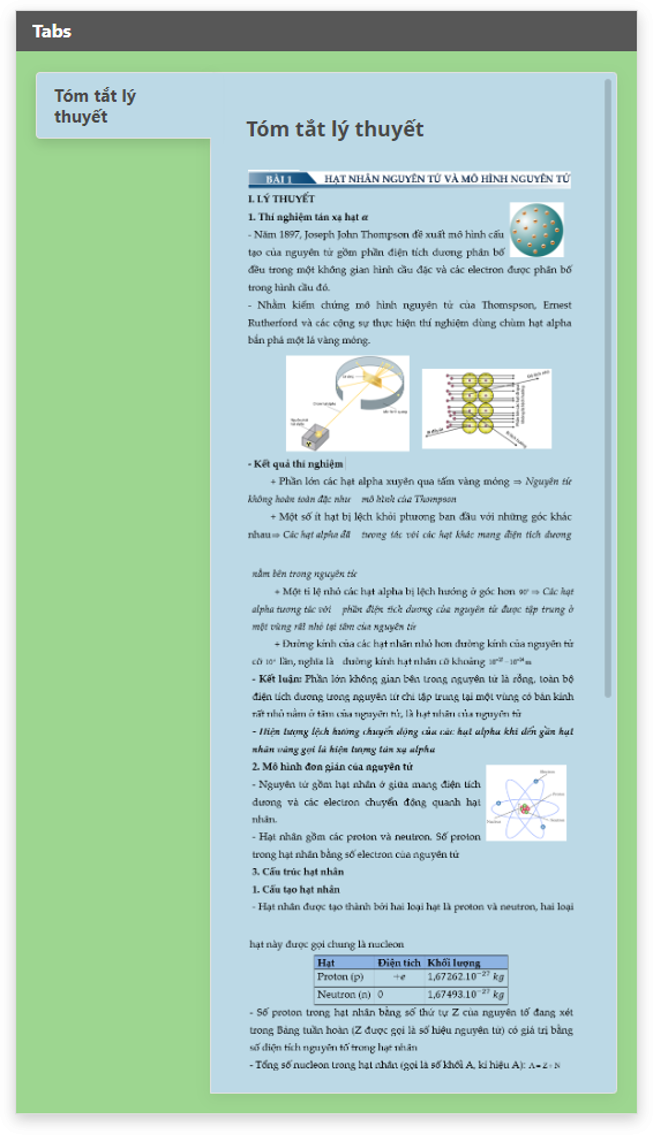 Tabs
Tóm tắt lý
thuyết
Tóm tắt lý thuyết
BÀI 1 HẠT NHÂN NGUYÊN TỬ VÀ MÔ HÌNH NGUYÊN TỬ
I. LÝ THUYẾT
1. Thí nghiệm tán xạ hạt α
- Năm 1897, Joseph John Thompson đề xuất mô hình cấu
tạo của nguyên tử gồm phần điện tích dương phân bố
đều trong một không gian hình cầu đặc và các electron được phân bố
trong hình cầu đó.
- Nhằm kiểm chứng mô hình nguyên tử của Thomspson, Ernest
Rutherford và các cộng sự thực hiện thí nghiệm dùng chùm hạt alpha
bắn phá một lá vàng mỏng.
- Kết quả thí nghiệm
+ Phần lớn các hạt alpha xuyên qua tấm vàng mỏng ⇒ Nguyên tử
không hoàn toàn đặc như mô hình của Thompson
+ Một số ít hạt bị lệch khỏi phương ban đầu với những góc khác
nhau ⇒ Các hạt alpha đã tương tác với các hạt khác mang điện tích dương
nằm bên trong nguyên tử
+ Một tỉ lệ nhỏ các hạt alpha bị lệch hướng ở góc hơn 90° ⇒ Các hạt
alpha tương tác với phần điện tích dương của nguyên tử được tập trung ở
một vùng rất nhỏ tại tâm của nguyên tử
+ Đường kính của các hạt nhân nhỏ hơn đường kính của nguyên tử
cỡ lần, nghĩa là đường kính hạt nhân cỡ khoảng
- Kết luận: Phần lớn không gian bên trong nguyên tử là rỗng, toàn bộ
điện tích dương trong nguyên tử chỉ tập trung tại một vùng có bán kính
rất nhỏ nằm ở tâm của nguyên tử, là hạt nhân của nguyên tử
- Hiện tượng lệch hướng chuyển động của các hạt alpha khi đến gần hạt
nhân vàng gọi là hiện tượng tán xạ alpha
2. Mô hình đơn giản của nguyên tử
- Nguyên tử gồm hạt nhân ở giữa mang điện tích
dương và các electron chuyển động quanh hạt
nhân.
- Hạt nhân gồm các proton và neutron. Số proton
trong hạt nhân bằng số electron của nguyên tử
3. Cấu trúc hạt nhân
1. Cấu tạo hạt nhân
- Hạt nhân được tạo thành bởi hai loại hạt là proton và neutron, hai loại
hạt này được gọi chung là nucleon
Hạt Điện tích Khối lượng
Proton (p) +e 1,67262.10⁻²⁷ kg
Neutron (n) 0 1,67493.10⁻²⁷ kg
- Số proton trong hạt nhân bằng số thứ tự Z của nguyên tố đang xét
trong Bảng tuần hoàn (Z được gọi là số hiệu nguyên tử) có giá trị bằng
số điện tích nguyên tố trong hạt nhân
- Tổng số nucleon trong hạt nhân (gọi là số khối A, kí hiệu A): A = Z + N